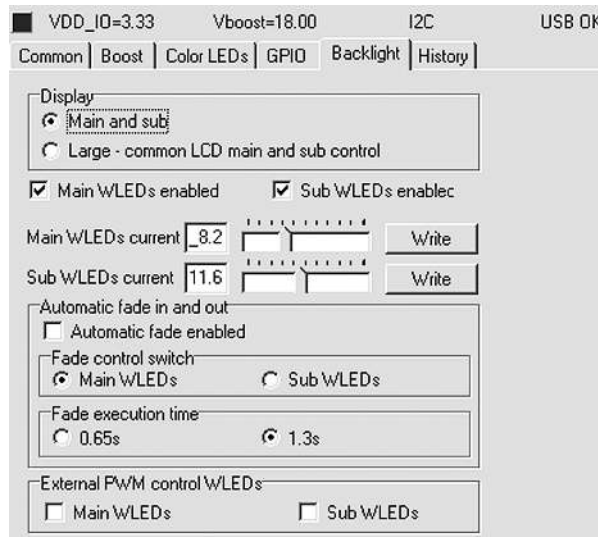 VDD_IO=3.33 Vboost=18.00 I2C USB OK
Common Boost Color LEDs GPIO Backlight History
Display
Main and sub
Large - common LCD main and sub control
Main WLEDs enabled Sub WLEDs enablec
Main WLEDs current _8.2 Write
Sub WLEDs current 11.6 Write
Automatic fade in and out
Automatic fade enabled
Fade control switch
Main WLEDs Sub WLEDs
Fade execution time
0.65s 1.3s
External PWM control WLEDs
Main WLEDs Sub WLEDs